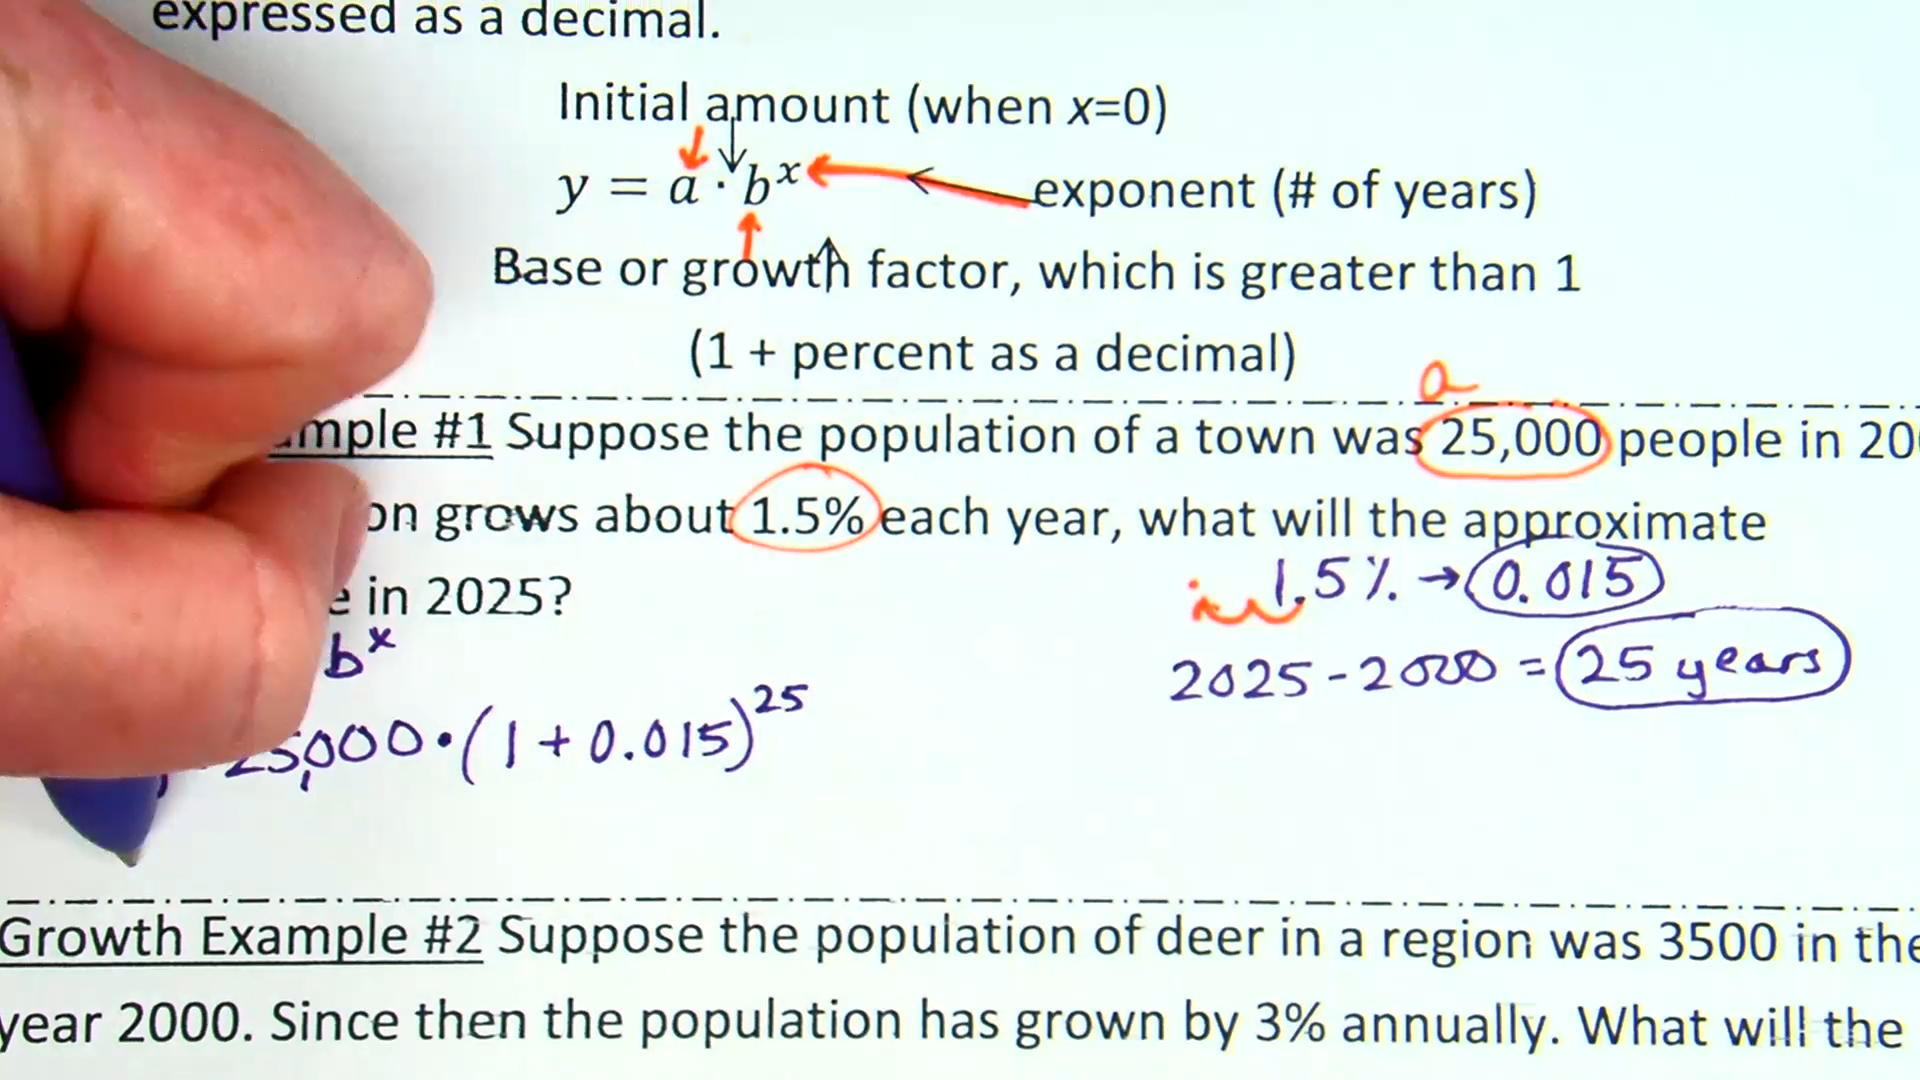 expressed as a decimal.
Initial amount (when x=0)
y = a · bˣ exponent (# of years)
Base or growth factor, which is greater than 1
(1 + percent as a decimal)
a
mple #1 Suppose the population of a town was 25,000 people in 20
on grows about 1.5% each year, what will the approximate
1.5% → 0.015
e in 2025?
bˣ
2025 - 2000 = 25 years
25,000 • (1 + 0.015)²⁵
Growth Example #2 Suppose the population of deer in a region was 3500 in the
year 2000. Since then the population has grown by 3% annually. What will the